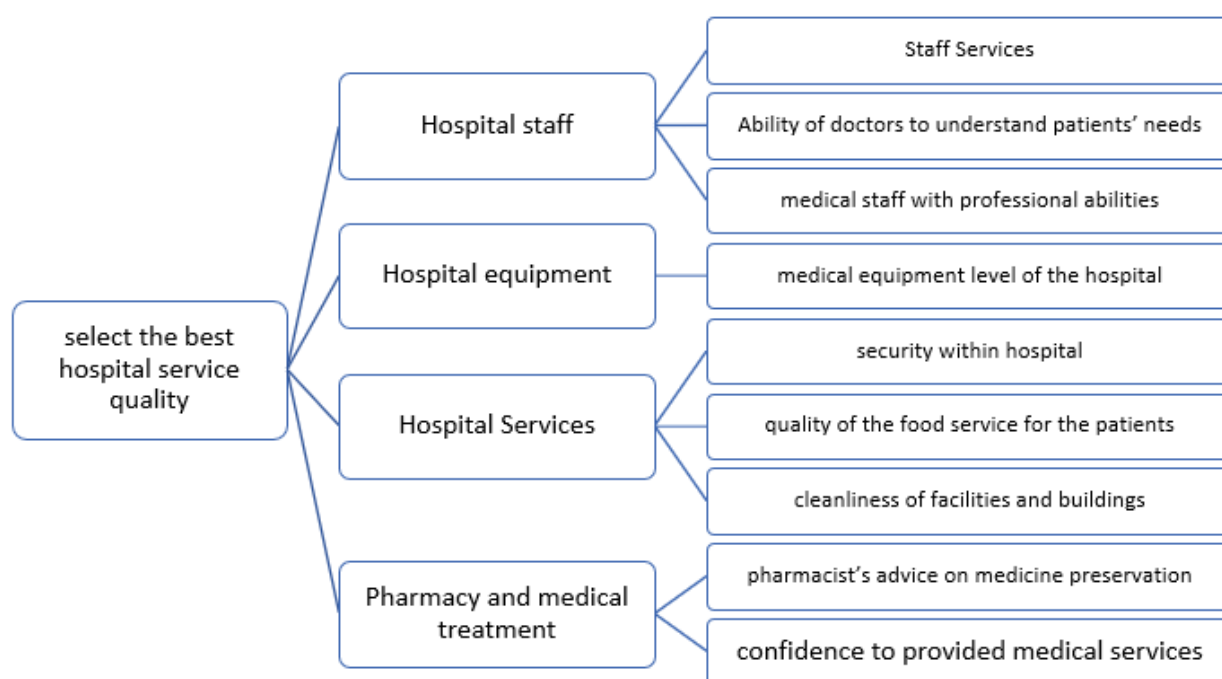 select the best
hospital service
quality
Hospital staff
Staff Services
Ability of doctors to understand patients’ needs
medical staff with professional abilities
Hospital equipment
medical equipment level of the hospital
Hospital Services
security within hospital
quality of the food service for the patients
cleanliness of facilities and buildings
Pharmacy and medical
treatment
pharmacist’s advice on medicine preservation
confidence to provided medical services